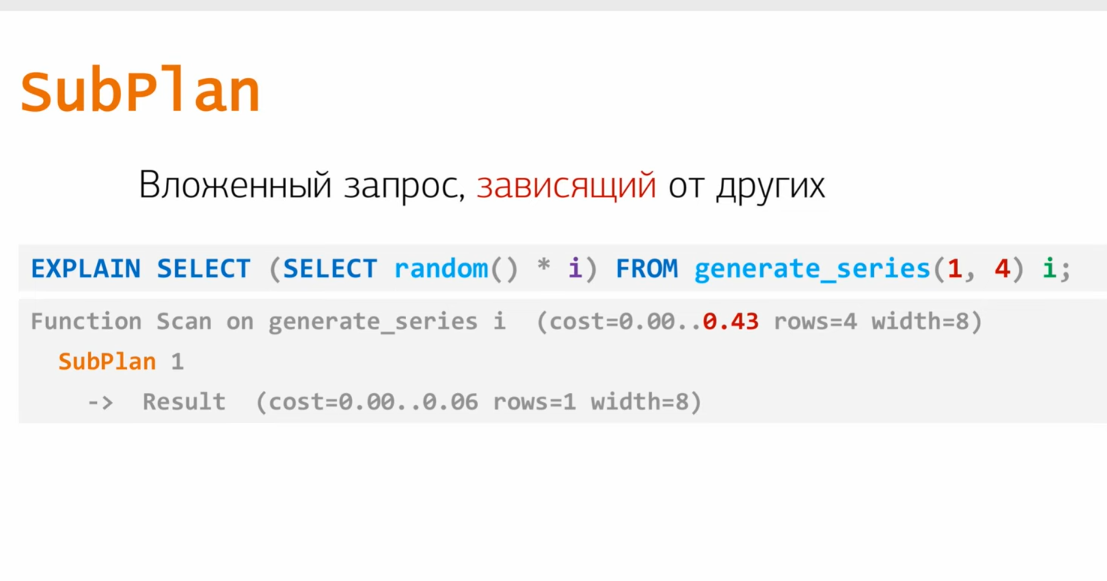 SubPlan
Вложенный запрос, зависящий от других
EXPLAIN SELECT (SELECT random() * i) FROM generate_series(1, 4) i;
Function Scan on generate_series i  (cost=0.00..0.43 rows=4 width=8)
  SubPlan 1
    ->  Result  (cost=0.00..0.06 rows=1 width=8)